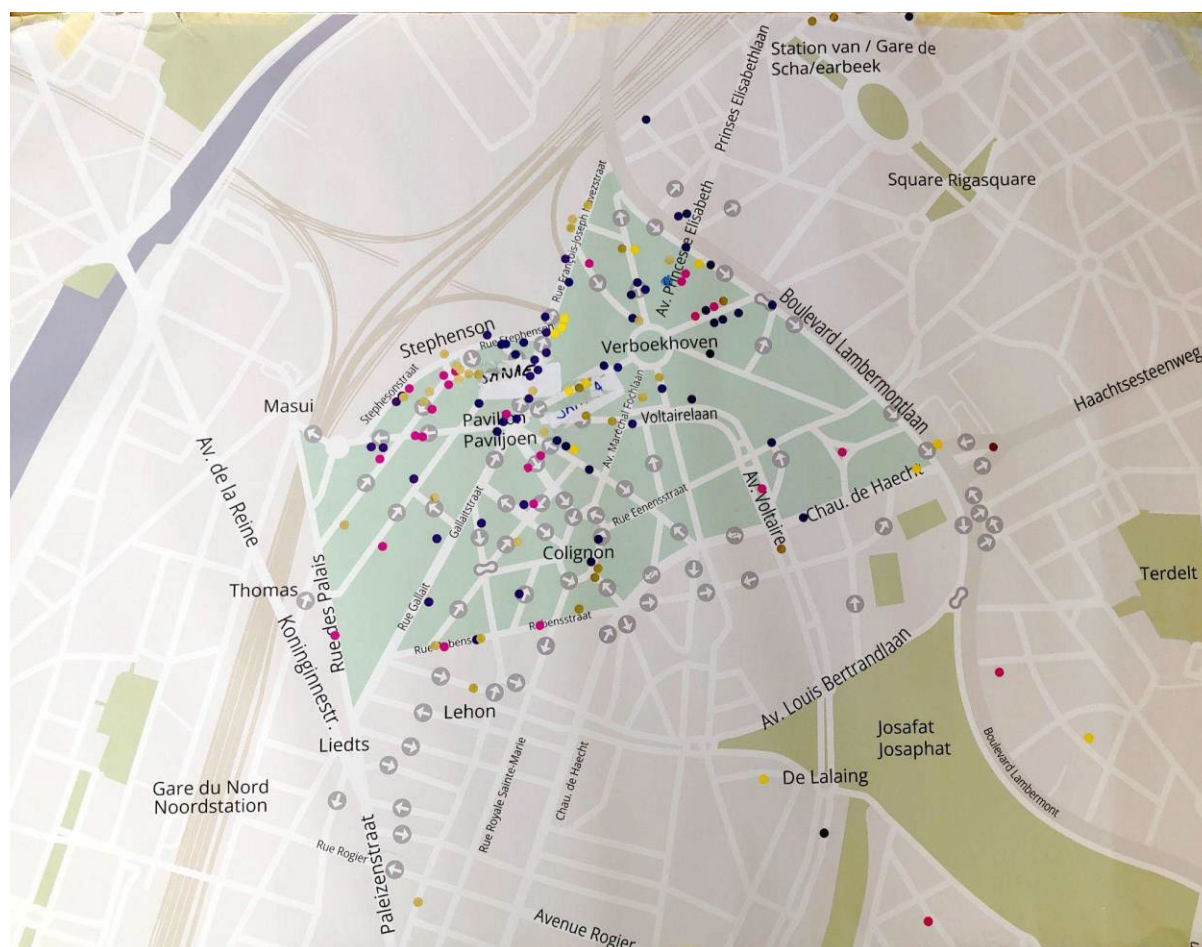 Station van / Gare de
Scha/earbeek
Prinses Elisabethlaan
Square Rigasquare
Av. Princesse Elisabeth
Rue François-Joseph Navezstraat
Boulevard Lambermontlaan
Haachtsesteenweg
Stephenson
Rue Stephenson
Verboekhoven
Stephesonstraat
Masui
Pavillon
Paviljoen
Voltairelaan
Av. Maréchal Fochlaan
Av. de la Reine
Gallaitstraat
Rue Eenensstraat
Av. Voltaire
Chau. de Haecht
Colignon
Terdelt
Thomas
Rue des Palais
Rue Gallait
Koninginnestr.
Rubensstraat
Rue Rubens
Av. Louis Bertrandlaan
Lehon
Liedts
Josafat
Josaphat
Boulevard Lambermont
Gare du Nord
Noordstation
De Lalaing
Rue Royale Sainte-Marie
Chau. de Haecht
Rue Rogier
Paleizenstraat
Avenue Rogier